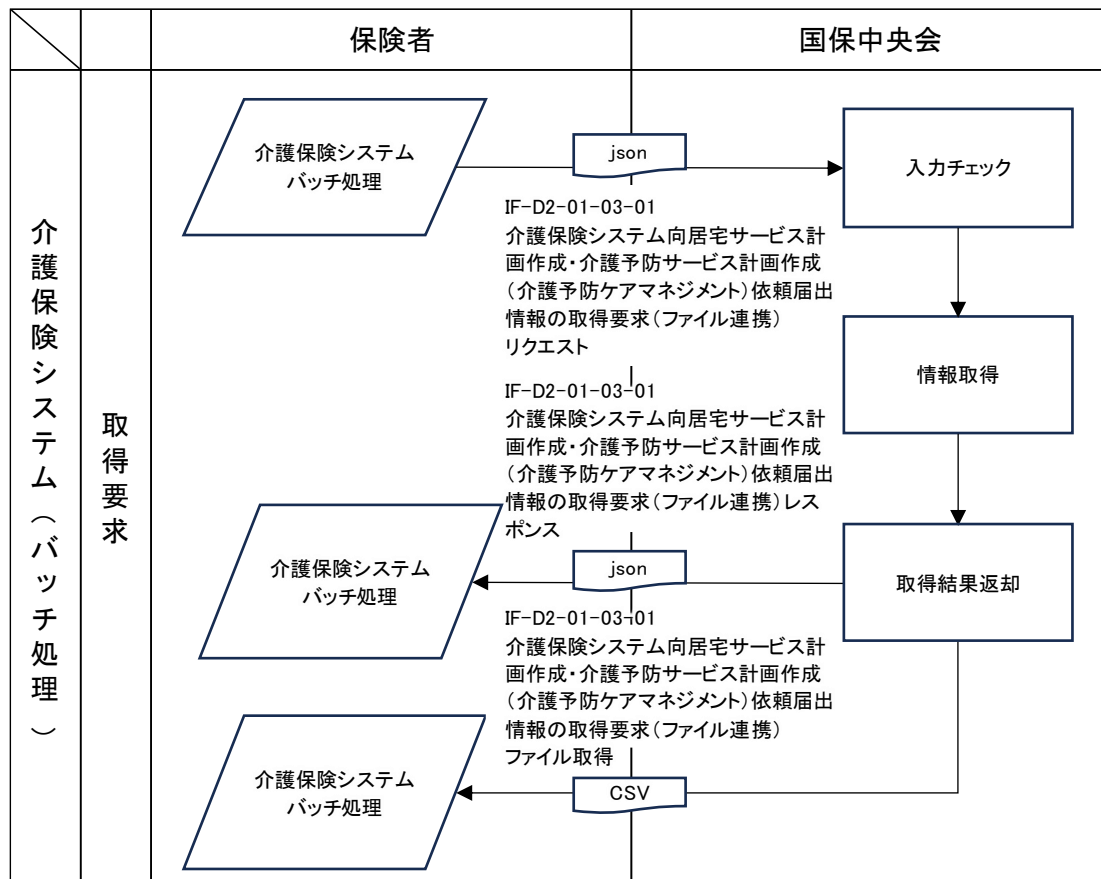 保険者
国保中央会
介護保険システム（バッチ処理）
取得要求
介護保険システム
バッチ処理
json
入力チェック
IF-D2-01-03-01
介護保険システム向居宅サービス計
画作成・介護予防サービス計画作成
（介護予防ケアマネジメント）依頼届出
情報の取得要求（ファイル連携）
リクエスト
情報取得
IF-D2-01-03-01
介護保険システム向居宅サービス計
画作成・介護予防サービス計画作成
（介護予防ケアマネジメント）依頼届出
情報の取得要求（ファイル連携）レス
ポンス
介護保険システム
バッチ処理
json
取得結果返却
IF-D2-01-03-01
介護保険システム向居宅サービス計
画作成・介護予防サービス計画作成
（介護予防ケアマネジメント）依頼届出
情報の取得要求（ファイル連携）
ファイル取得
介護保険システム
バッチ処理
CSV